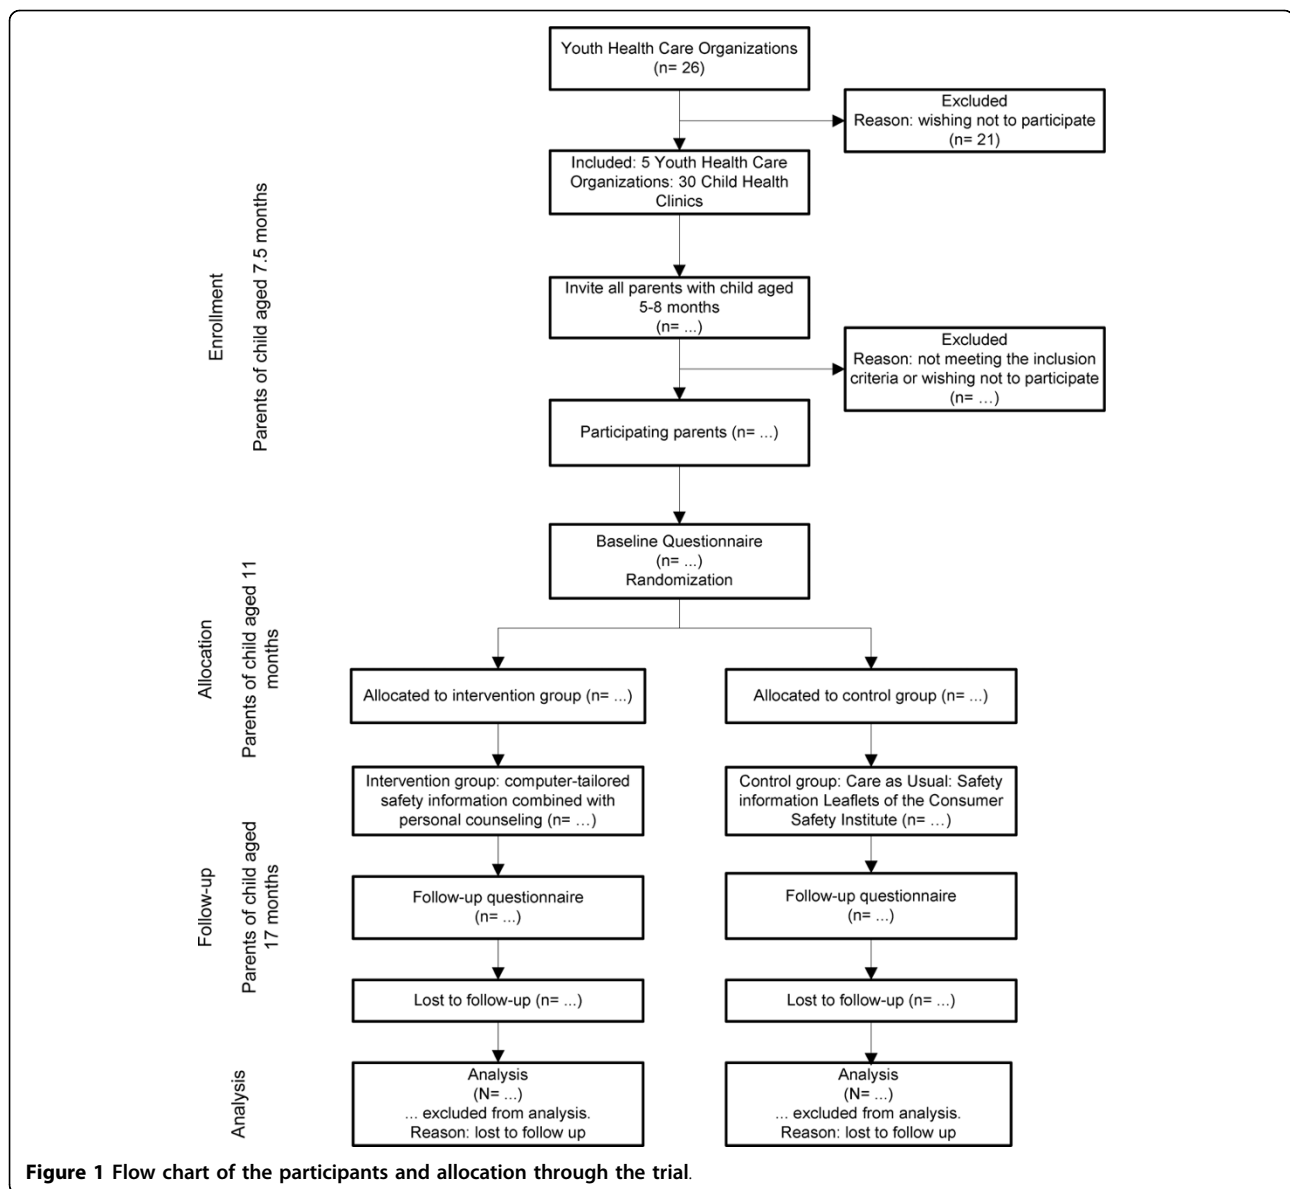 Youth Health Care Organizations
(n= 26)
Excluded
Reason: wishing not to participate
(n= 21)
Included: 5 Youth Health Care
Organizations: 30 Child Health
Clinics
Enrollment
Parents of child aged 7.5 months
Invite all parents with child aged
5-8 months
(n= ...)
Excluded
Reason: not meeting the inclusion
criteria or wishing not to participate
(n= ...)
Participating parents (n= ...)
Baseline Questionnaire
(n= ...)
Randomization
Allocation
Parents of child aged 11
months
Allocated to intervention group (n= ...)
Allocated to control group (n= ...)
Intervention group: computer-tailored
safety information combined with
personal counseling (n= ...)
Control group: Care as Usual: Safety
information Leaflets of the Consumer
Safety Institute (n= ...)
Follow-up
Parents of child aged
17 months
Follow-up questionnaire
(n= ...)
Follow-up questionnaire
(n= ...)
Lost to follow-up (n= ...)
Lost to follow-up (n= ...)
Analysis
Analysis
(N= ...)
... excluded from analysis.
Reason: lost to follow up
Analysis
(N= ...)
... excluded from analysis.
Reason: lost to follow up
Figure 1 Flow chart of the participants and allocation through the trial.